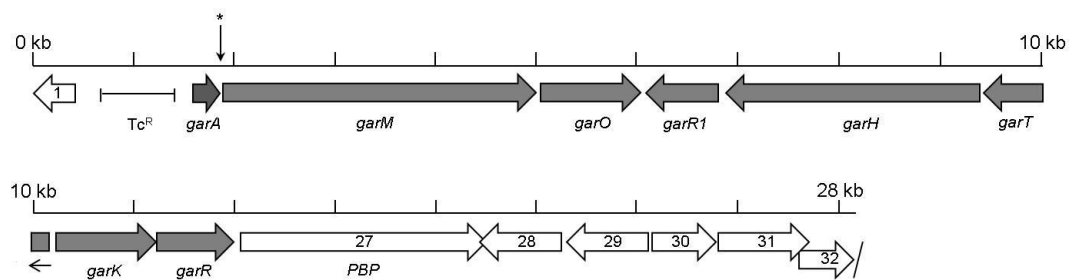 *
0 kb 10 kb
1
Tc^R garA garM garO garR1 garH garT
10 kb 28 kb
27 28 29 30 31 32
garK garR PBP